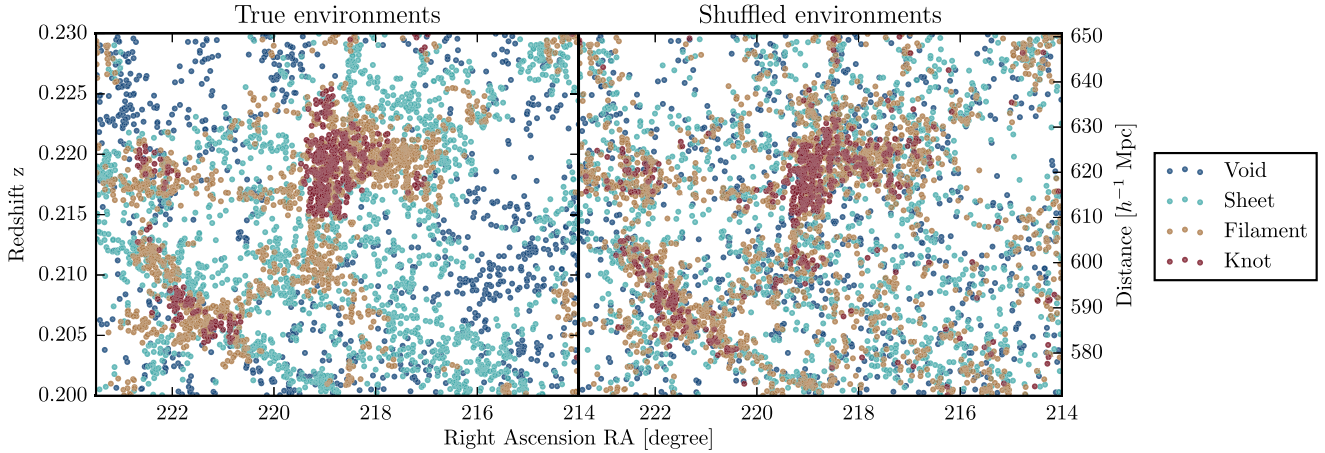 True environments
Shuffled environments
0.230
0.225
0.220
0.215
0.210
0.205
0.200
Redshift z
222
220
218
216
214
222
220
218
216
214
Right Ascension RA [degree]
650
640
630
620
610
600
590
580
Distance [h⁻¹ Mpc]
Void
Sheet
Filament
Knot